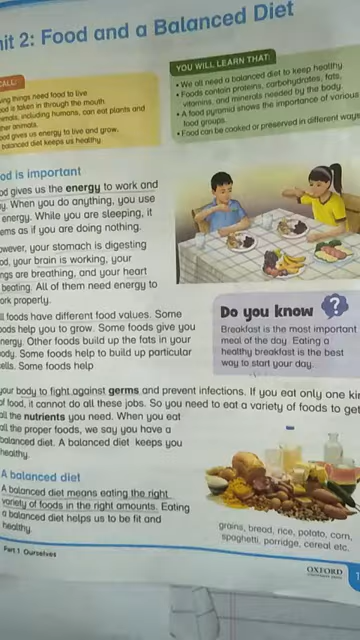 nit 2: Food and a Balanced Diet
CALL:
ving things need food to live.
od is taken in through the mouth.
nimals, including humans, can eat plants and
ther animals.
od gives us energy to live and grow.
balanced diet keeps us healthy.
YOU WILL LEARN THAT:
• We all need a balanced diet to keep healthy
• Foods contain proteins, carbohydrates, fats,
vitamins, and minerals needed by the body.
• A food pyramid shows the importance of various
food groups.
• Food can be cooked or preserved in different ways
od is important
od gives us the energy to work and
y. When you do anything, you use
energy. While you are sleeping, it
ems as if you are doing nothing.
owever, your stomach is digesting
od, your brain is working, your
ngs are breathing, and your heart
beating. All of them need energy to
ork properly.
ll foods have different food values. Some
oods help you to grow. Some foods give you
nergy. Other foods build up the fats in your
ody. Some foods help to build up particular
ells. Some foods help
Do you know ?
Breakfast is the most important
meal of the day. Eating a
healthy breakfast is the best
way to start your day.
your body to fight against germs and prevent infections. If you eat only one kin
of food, it cannot do all these jobs. So you need to eat a variety of foods to get
all the nutrients you need. When you eat
all the proper foods, we say you have a
balanced diet. A balanced diet keeps you
healthy.
A balanced diet
A balanced diet means eating the right
variety of foods in the right amounts. Eating
a balanced diet helps us to be fit and
healthy.
grains, bread, rice, potato, corn,
spaghetti, porridge, cereal etc.
Part 1 Ourselves
OXFORD
1